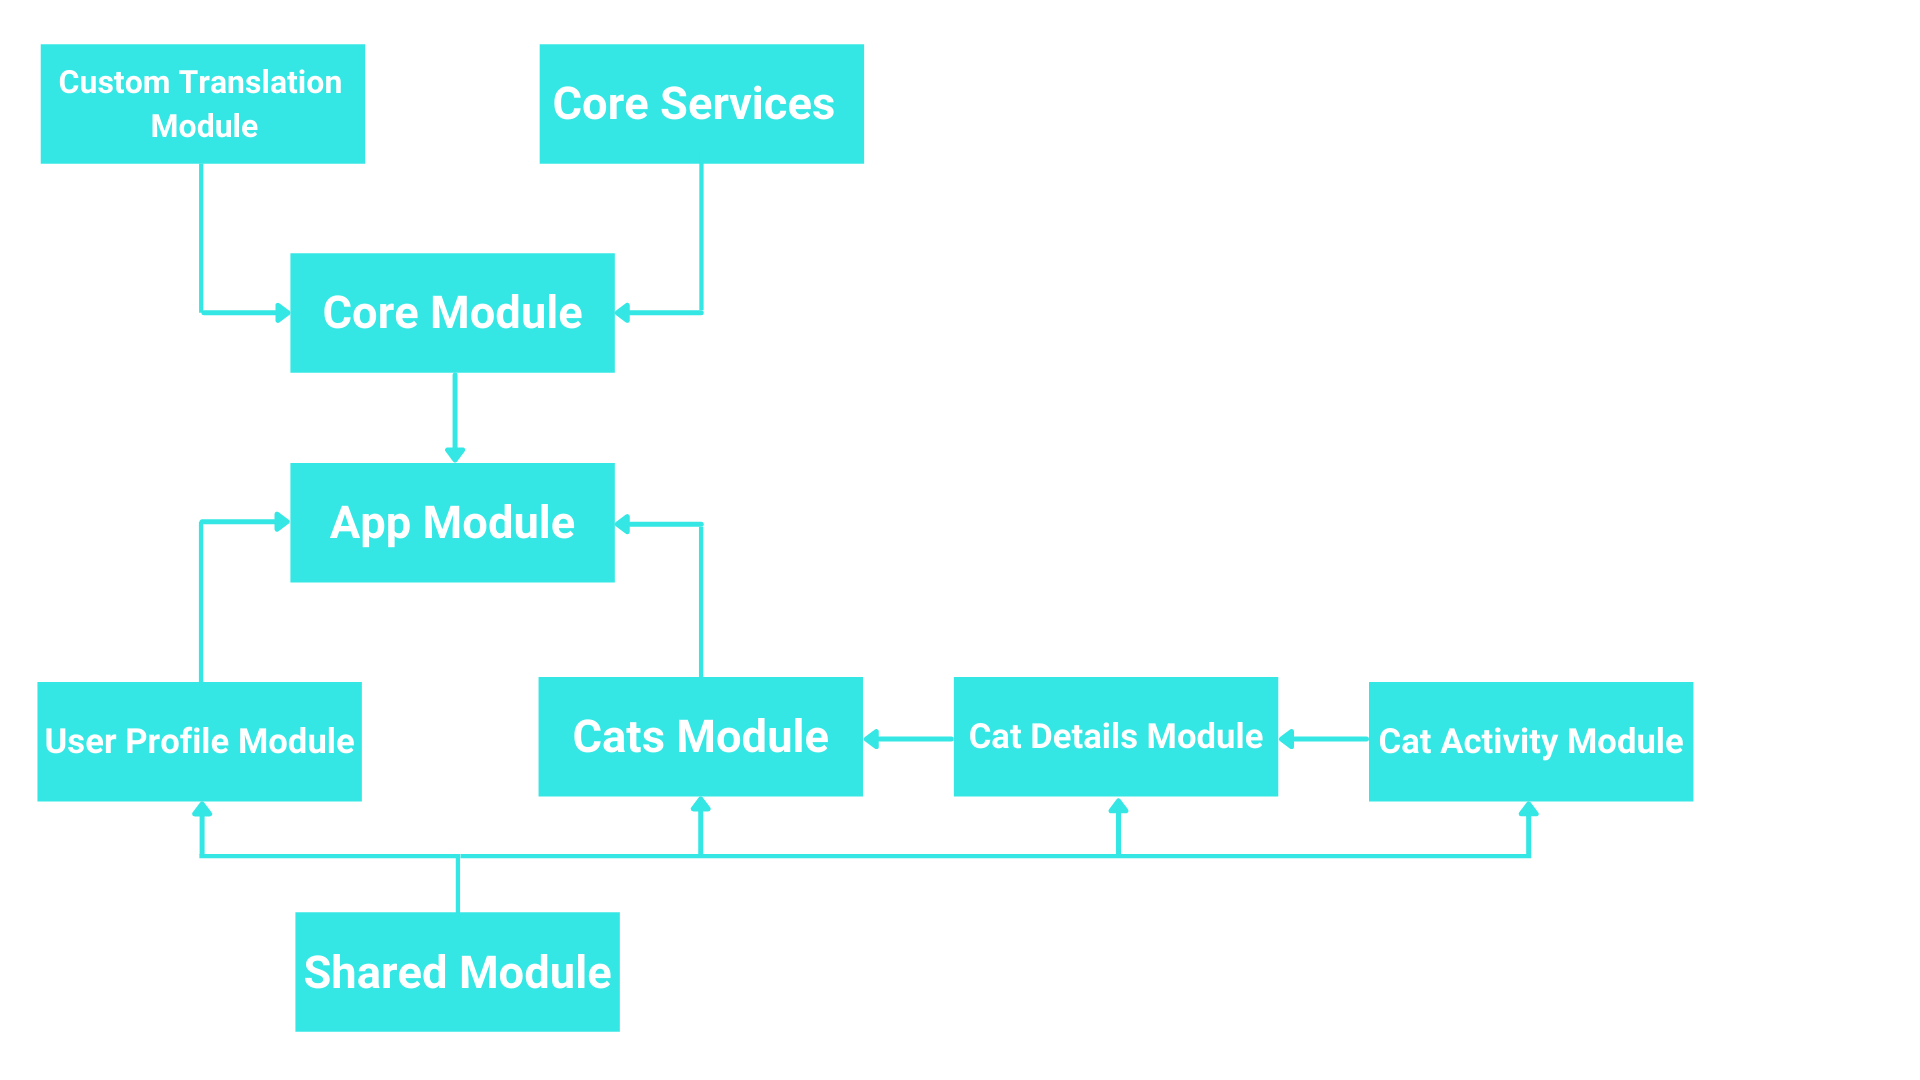 Custom Translation
Module
Core Services
Core Module
App Module
User Profile Module
Cats Module
Cat Details Module
Cat Activity Module
Shared Module